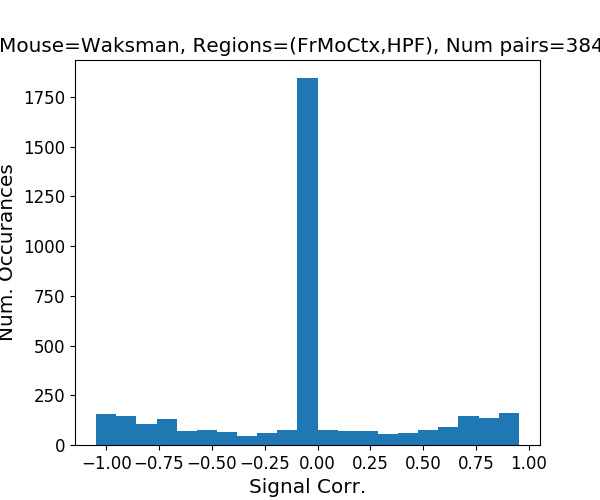 Mouse=Waksman, Regions=(FrMoCtx,HPF), Num pairs=384
Num. Occurances
1750
1500
1250
1000
750
500
250
0
−1.00 −0.75 −0.50 −0.25 0.00 0.25 0.50 0.75 1.00
Signal Corr.